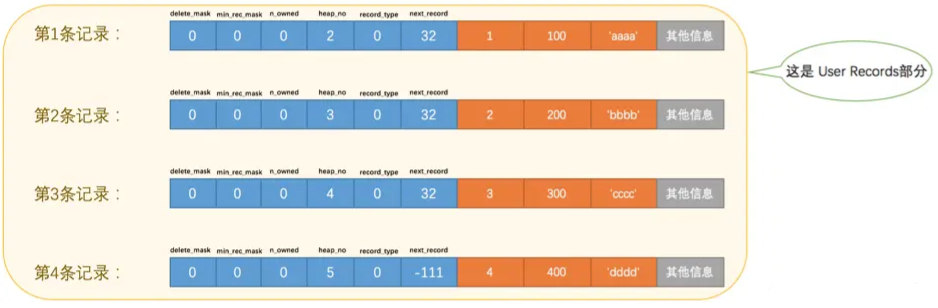 delete_mask min_rec_mask n_owned heap_no record_type next_record
第1条记录： 0 0 0 2 0 32 1 100 'aaaa' 其他信息
这是 User Records部分
delete_mask min_rec_mask n_owned heap_no record_type next_record
第2条记录： 0 0 0 3 0 32 2 200 'bbbb' 其他信息
delete_mask min_rec_mask n_owned heap_no record_type next_record
第3条记录： 0 0 0 4 0 32 3 300 'cccc' 其他信息
delete_mask min_rec_mask n_owned heap_no record_type next_record
第4条记录： 0 0 0 5 0 -111 4 400 'dddd' 其他信息